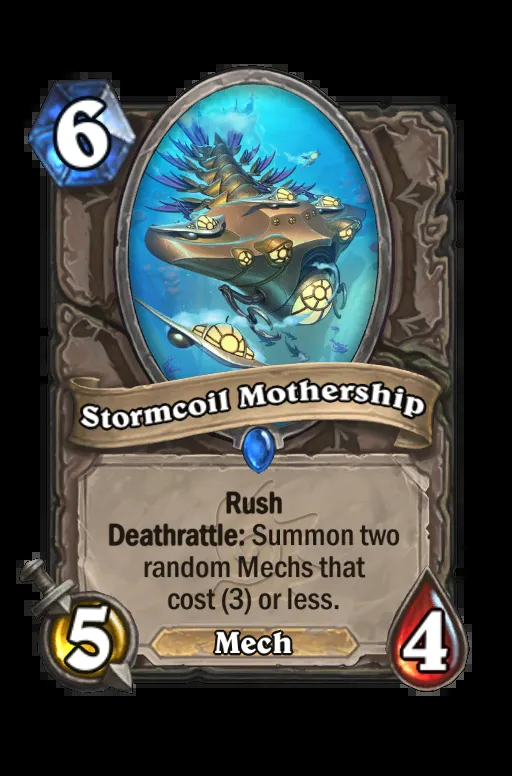 6
Stormcoil Mothership
Rush
Deathrattle: Summon two
random Mechs that
cost (3) or less.
5
Mech
4